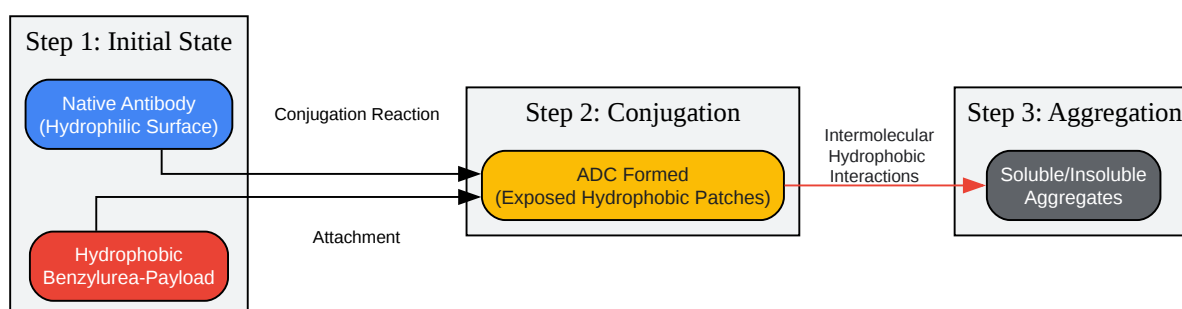 Step 1: Initial State
Native Antibody
(Hydrophilic Surface)
Hydrophobic
Benzylurea-Payload
Conjugation Reaction
Attachment
Step 2: Conjugation
ADC Formed
(Exposed Hydrophobic Patches)
Intermolecular
Hydrophobic
Interactions
Step 3: Aggregation
Soluble/Insoluble
Aggregates